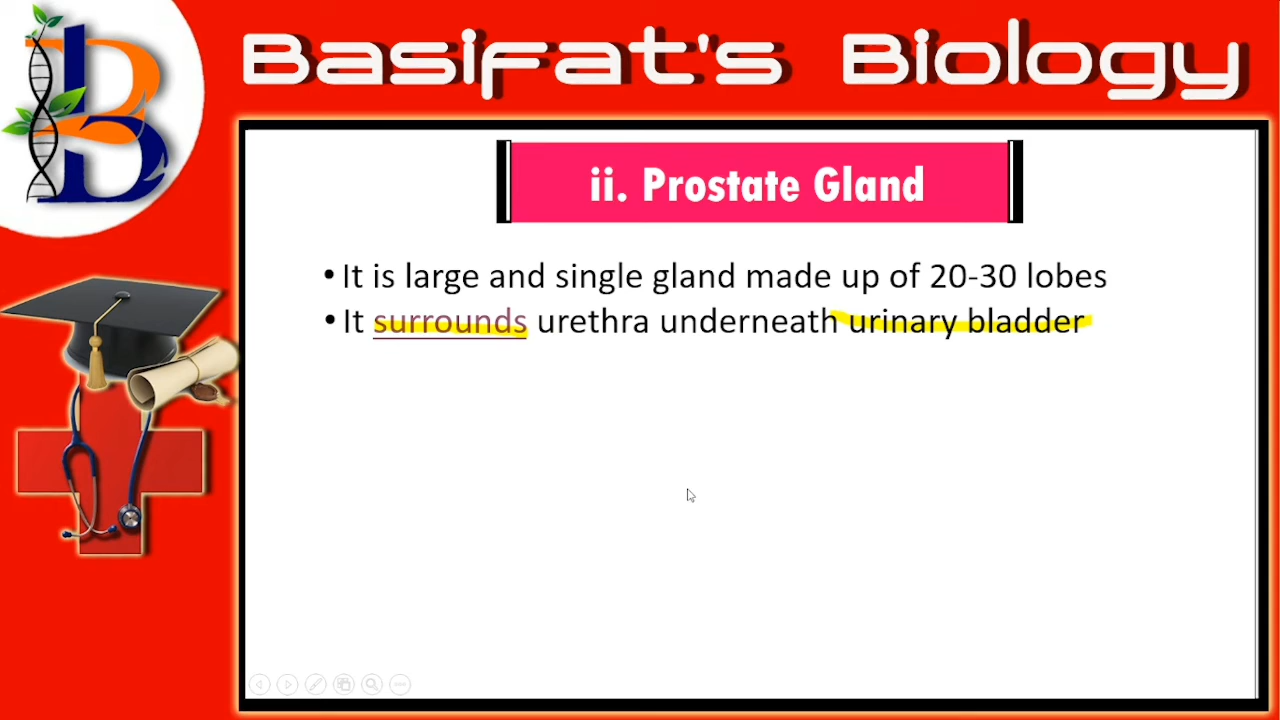 Basifat's Biology
ii. Prostate Gland
• It is large and single gland made up of 20-30 lobes
• It surrounds urethra underneath urinary bladder